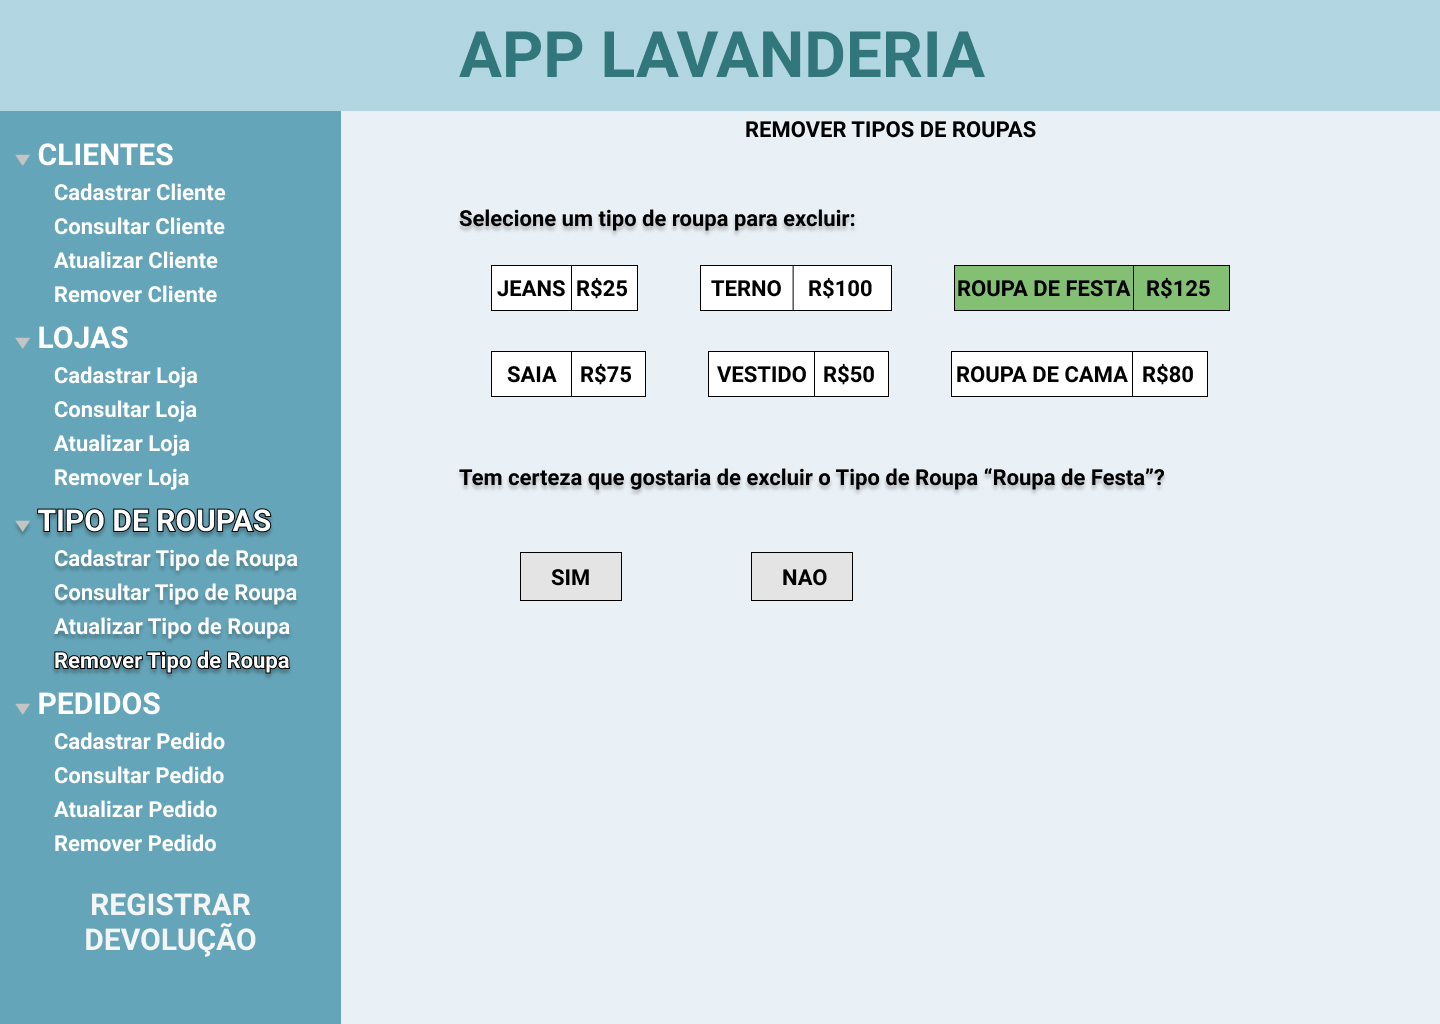 APP LAVANDERIA
CLIENTES
Cadastrar Cliente
Consultar Cliente
Atualizar Cliente
Remover Cliente
LOJAS
Cadastrar Loja
Consultar Loja
Atualizar Loja
Remover Loja
TIPO DE ROUPAS
Cadastrar Tipo de Roupa
Consultar Tipo de Roupa
Atualizar Tipo de Roupa
Remover Tipo de Roupa
PEDIDOS
Cadastrar Pedido
Consultar Pedido
Atualizar Pedido
Remover Pedido
REGISTRAR
DEVOLUÇÃO
REMOVER TIPOS DE ROUPAS
Selecione um tipo de roupa para excluir:
JEANS R$25 TERNO R$100 ROUPA DE FESTA R$125
SAIA R$75 VESTIDO R$50 ROUPA DE CAMA R$80
Tem certeza que gostaria de excluir o Tipo de Roupa “Roupa de Festa”?
SIM NAO